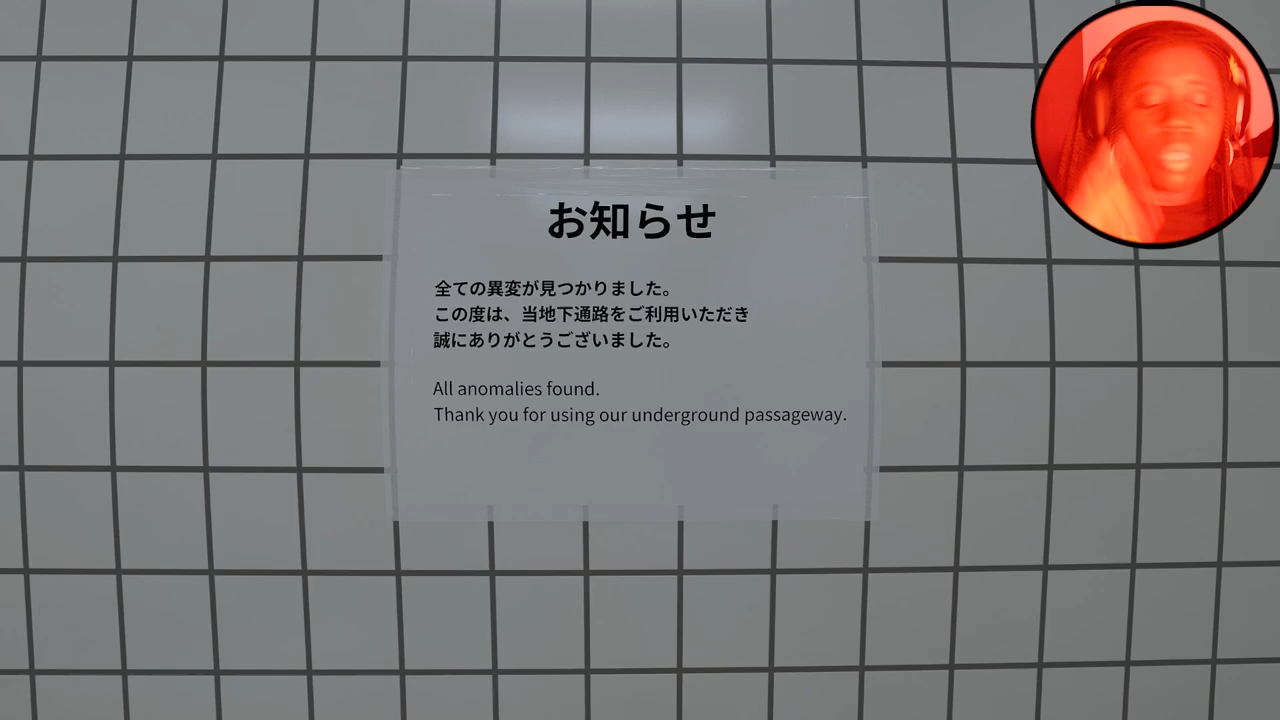 お知らせ
全ての異変が見つかりました。
この度は、当地下通路をご利用いただき
誠にありがとうございました。
All anomalies found.
Thank you for using our underground passageway.